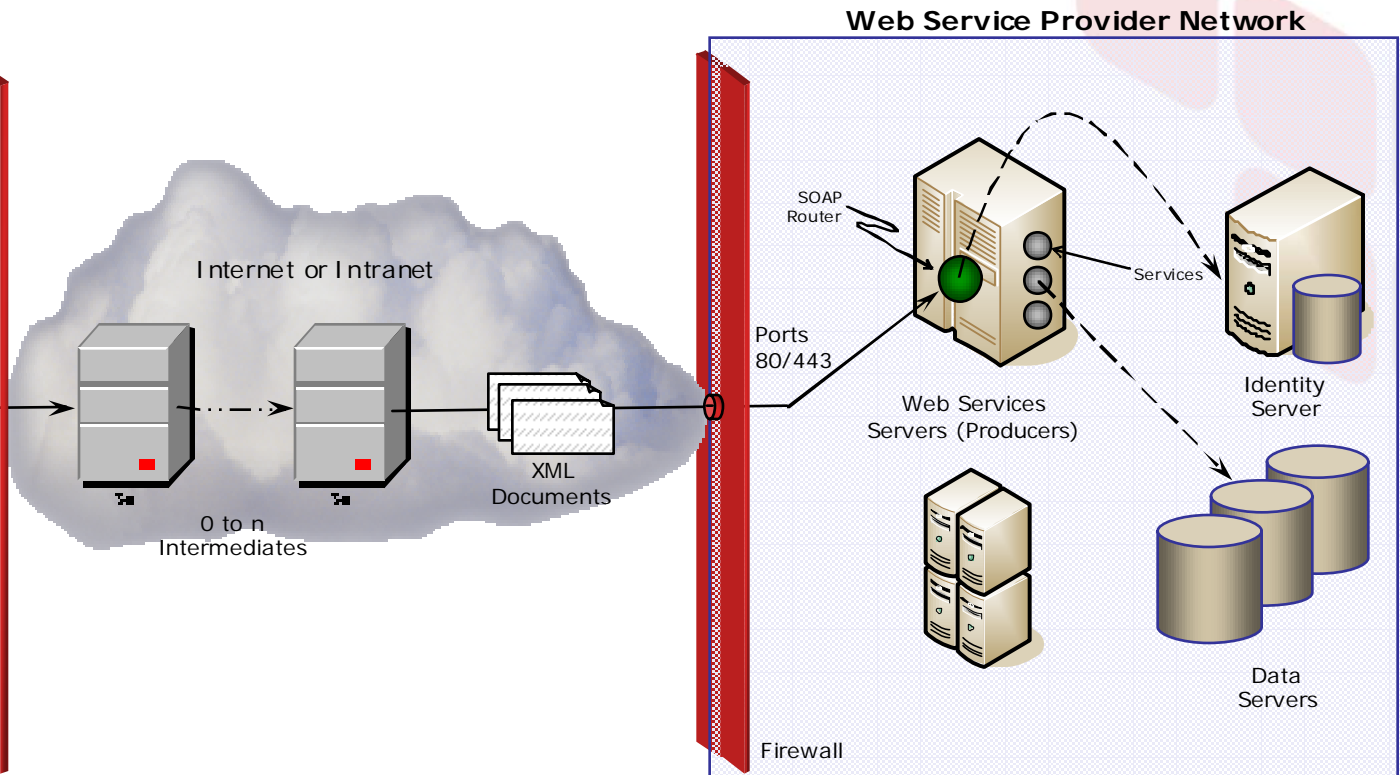 Web Service Provider Network
SOAP
Router
Services
Internet or Intranet
Ports
80/443
Identity
Server
Web Services
Servers (Producers)
XML
Documents
0 to n
Intermediates
Data
Servers
Firewall